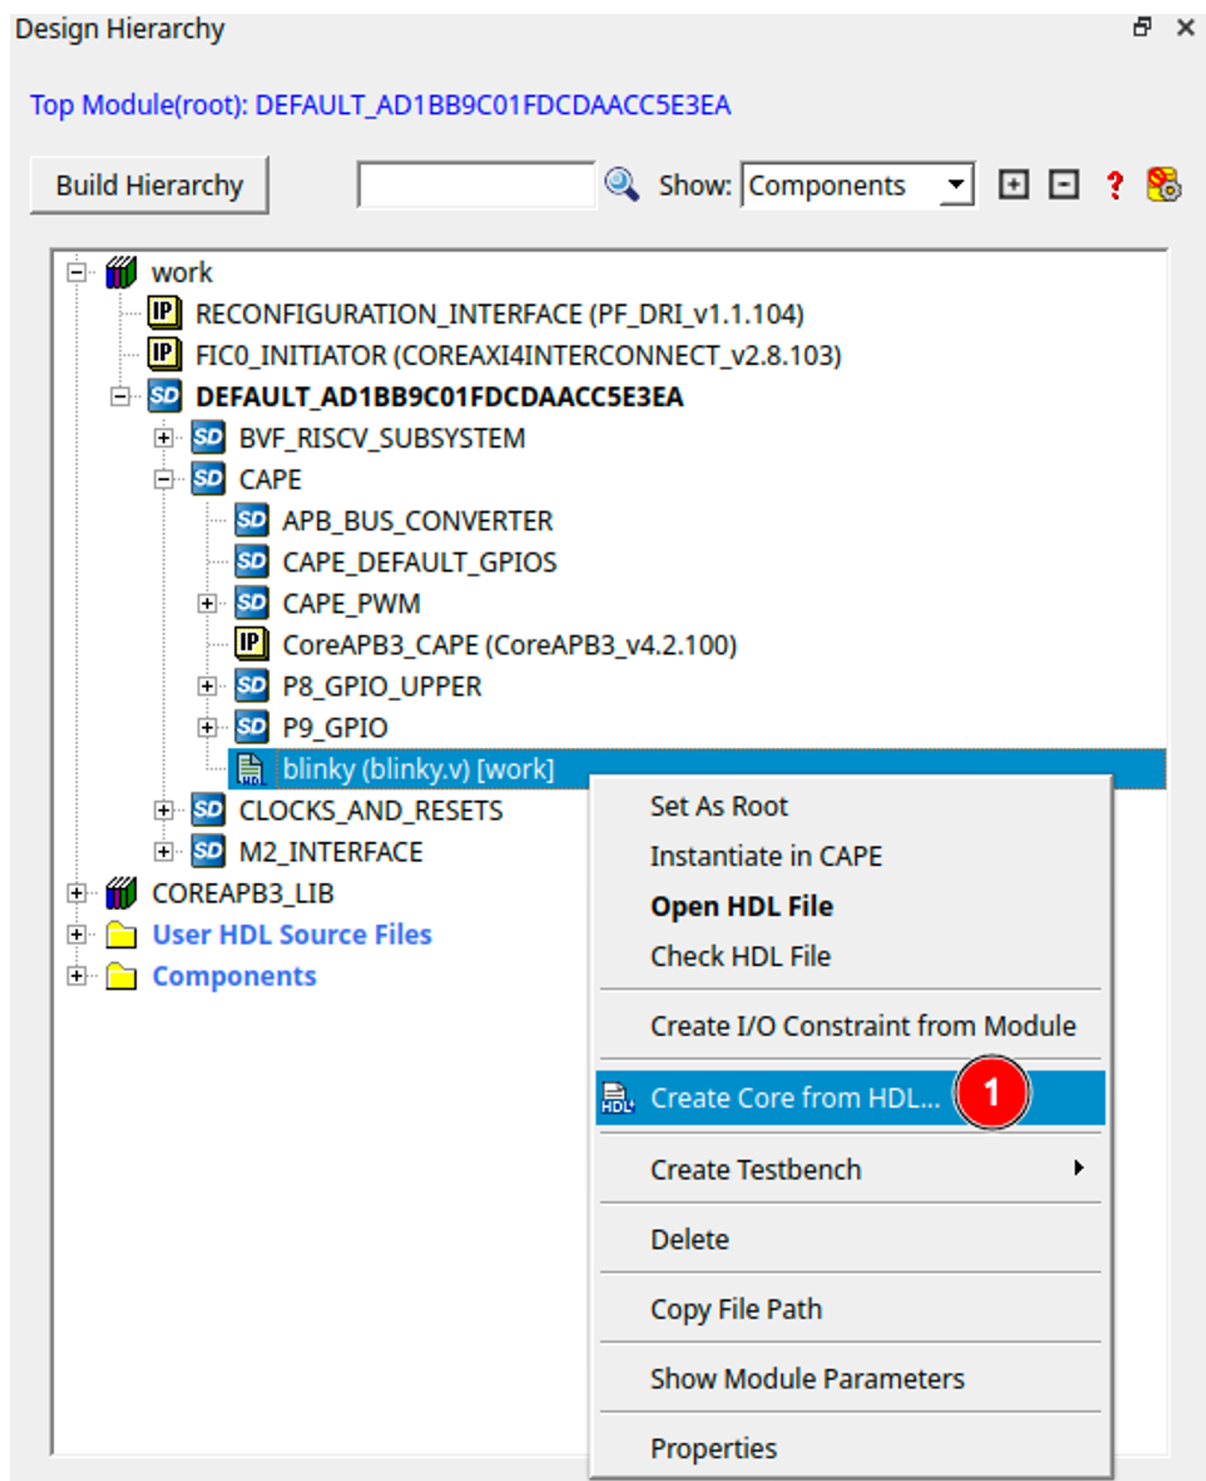 Design Hierarchy
Top Module(root): DEFAULT_AD1BB9C01FDCDAACC5E3EA
Build Hierarchy Show: Components ?
work
IP RECONFIGURATION_INTERFACE (PF_DRI_v1.1.104)
IP FIC0_INITIATOR (COREAXI4INTERCONNECT_v2.8.103)
SD DEFAULT_AD1BB9C01FDCDAACC5E3EA
SD BVF_RISCV_SUBSYSTEM
SD CAPE
SD APB_BUS_CONVERTER
SD CAPE_DEFAULT_GPIOS
SD CAPE_PWM
IP CoreAPB3_CAPE (CoreAPB3_v4.2.100)
SD P8_GPIO_UPPER
SD P9_GPIO
HDL blinky (blinky.v) [work]
SD CLOCKS_AND_RESETS
SD M2_INTERFACE
COREAPB3_LIB
User HDL Source Files
Components
Set As Root
Instantiate in CAPE
Open HDL File
Check HDL File
Create I/O Constraint from Module
HDL+ Create Core from HDL... 1
Create Testbench
Delete
Copy File Path
Show Module Parameters
Properties